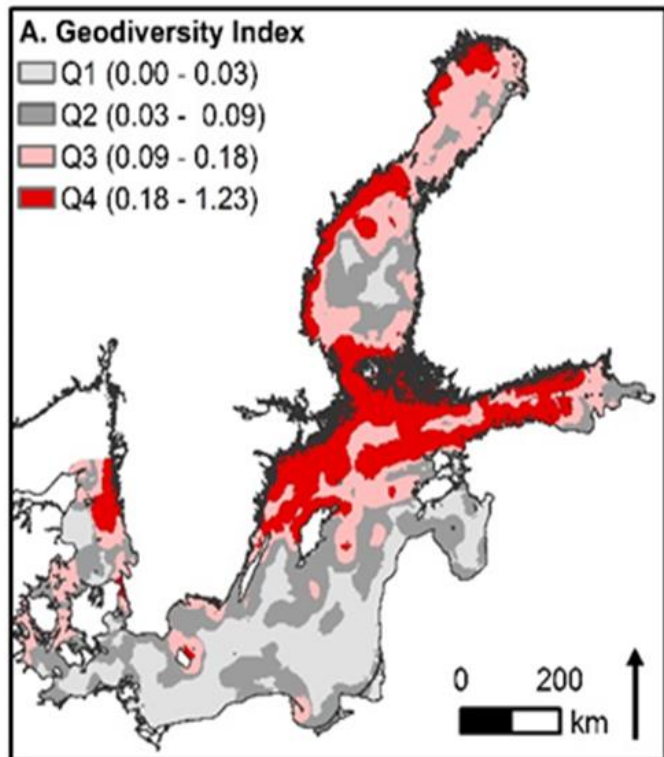 A. Geodiversity Index
Q1 (0.00 - 0.03)
Q2 (0.03 - 0.09)
Q3 (0.09 - 0.18)
Q4 (0.18 - 1.23)
0 200
km